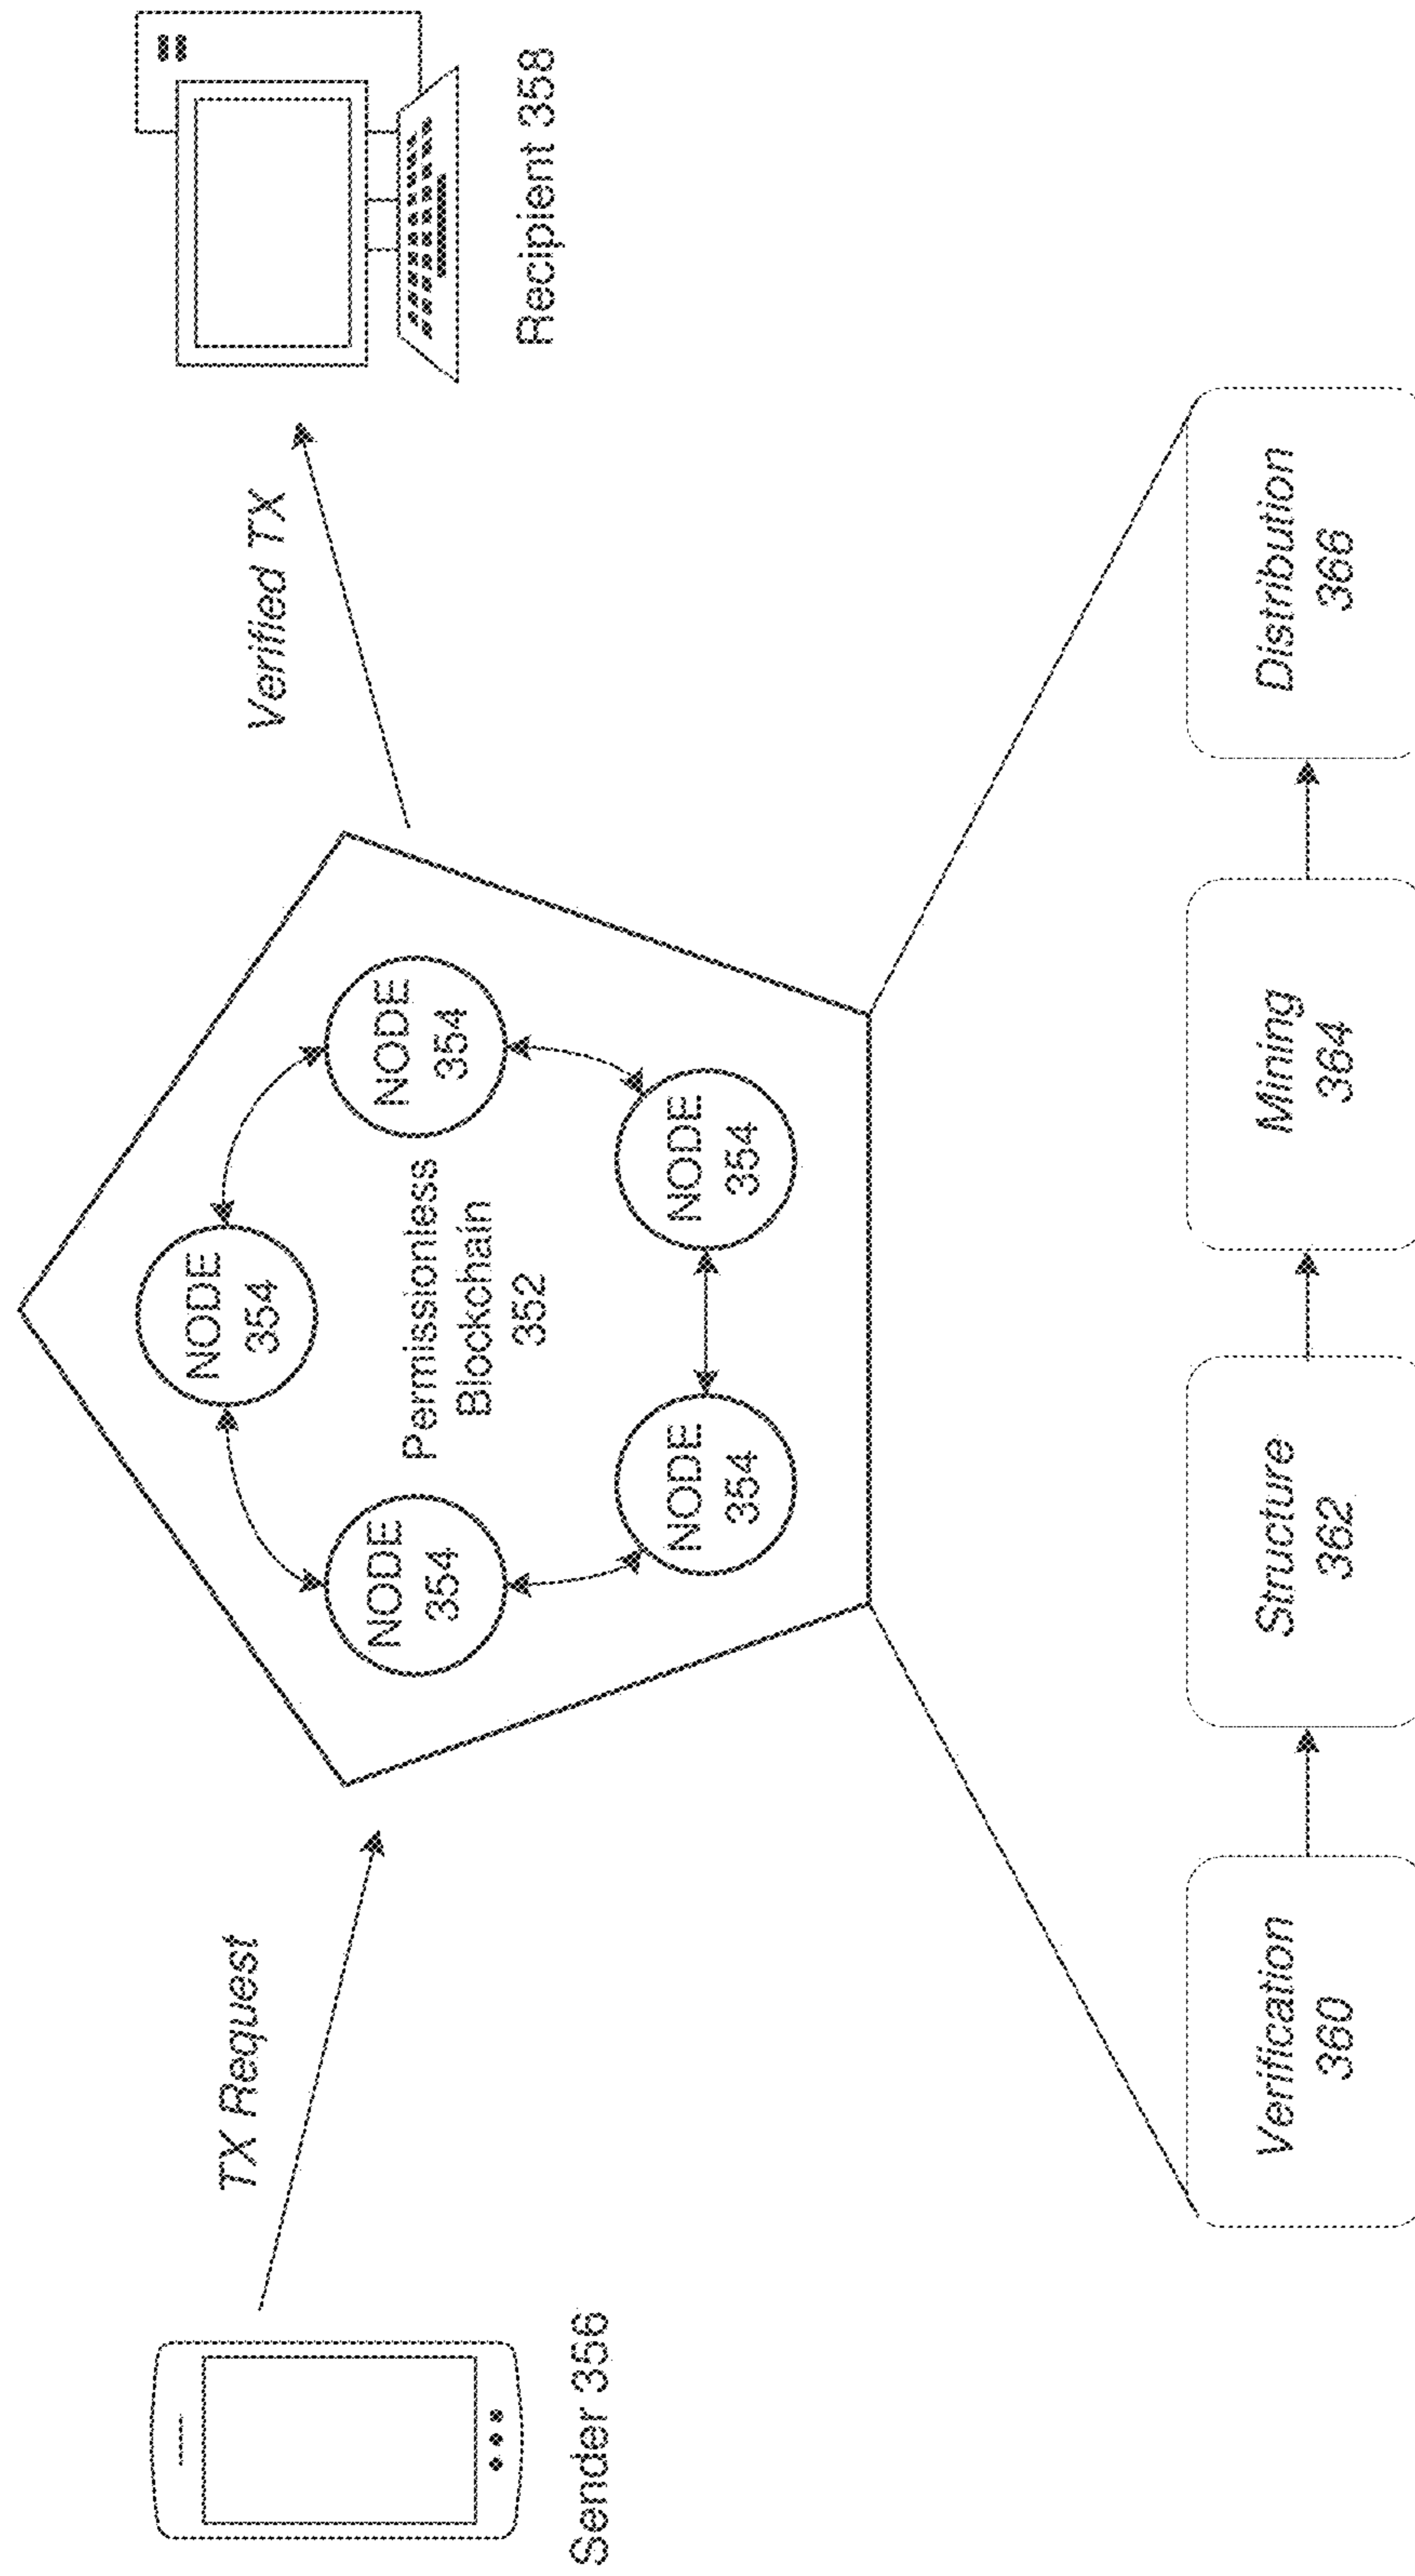 TX Request
Sender 356
NODE
354
NODE
354
NODE
354
NODE
354
NODE
354
Permissionless
Blockchain
352
Verified TX
Recipient 358
Verification
360
Structure
362
Mining
364
Distribution
366